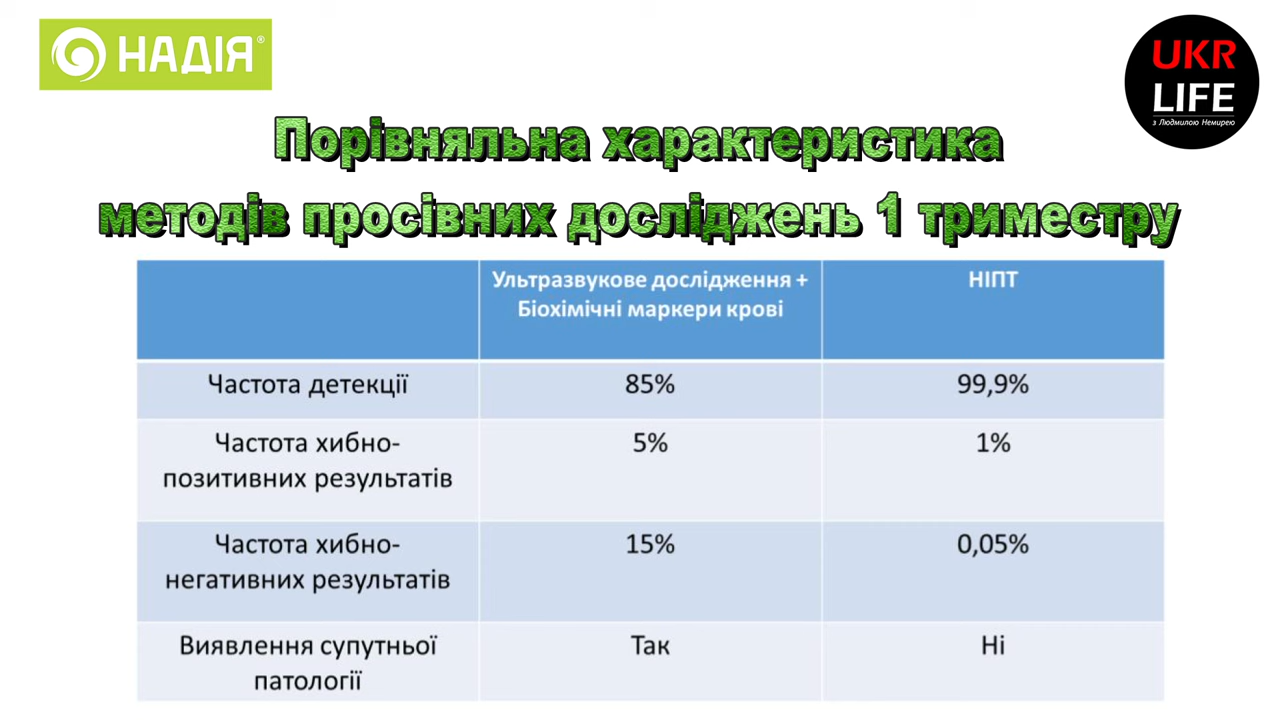 НАДІЯ®
UKR
LIFE
з Людмилою Немирею
Порівняльна характеристика
методів просівних досліджень 1 триместру
Ультразвукове дослідження +
Біохімічні маркери крові
НІПТ
Частота детекції
85%
99,9%
Частота хибно-
позитивних результатів
5%
1%
Частота хибно-
негативних результатів
15%
0,05%
Виявлення супутньої
патології
Так
Ні